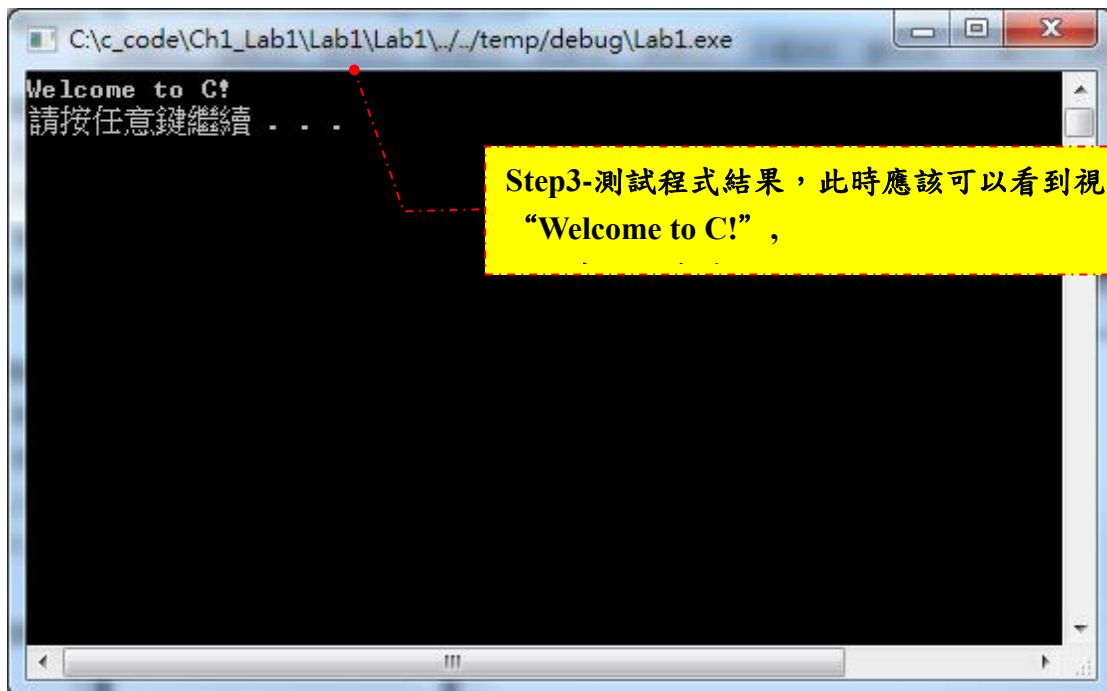 C:\c_code\Ch1_Lab1\Lab1\Lab1\../../temp/debug\Lab1.exe
Welcome to C!
請按任意鍵繼續 . . .
Step3-測試程式結果，此時應該可以看到視
“Welcome to C!”,